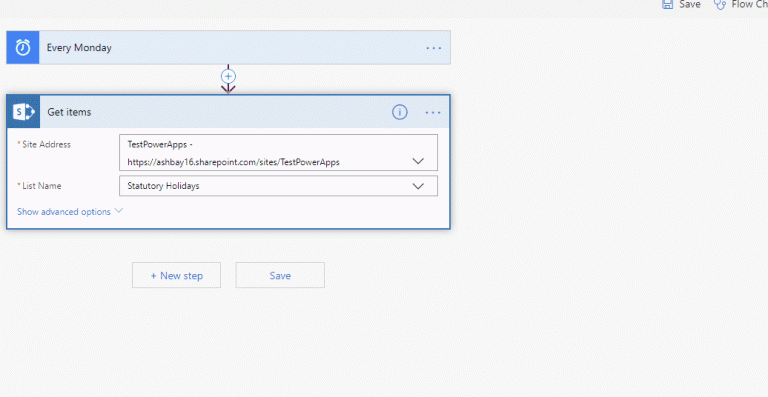 Save Flow Ch
Every Monday
Get items
* Site Address
TestPowerApps -
https://ashbay16.sharepoint.com/sites/TestPowerApps
* List Name
Statutory Holidays
Show advanced options
+ New step
Save